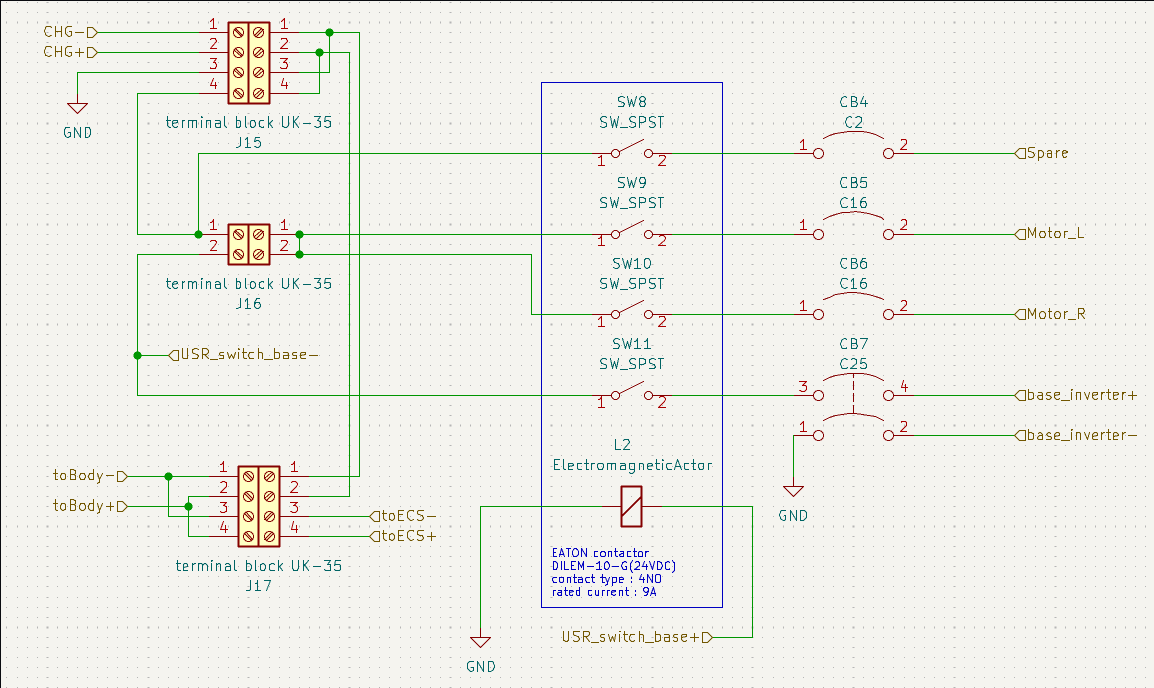 CHG-
CHG+
1
2
3
4
1
2
3
4
GND
terminal block UK-35
J15
SW8
SW_SPST
1
2
CB4
C2
1
2
Spare
SW9
SW_SPST
1
2
CB5
C16
1
2
Motor_L
1
2
1
2
terminal block UK-35
J16
SW10
SW_SPST
1
2
CB6
C16
1
2
Motor_R
USR_switch_base-
SW11
SW_SPST
1
2
CB7
C25
3
4
base_inverter+
1
2
base_inverter-
GND
L2
ElectromagneticActor
toBody-
toBody+
1
2
3
4
1
2
3
4
toECS-
toECS+
terminal block UK-35
J17
EATON contactor
DILEM-10-G(24VDC)
contact type : 4NO
rated current : 9A
USR_switch_base+
GND